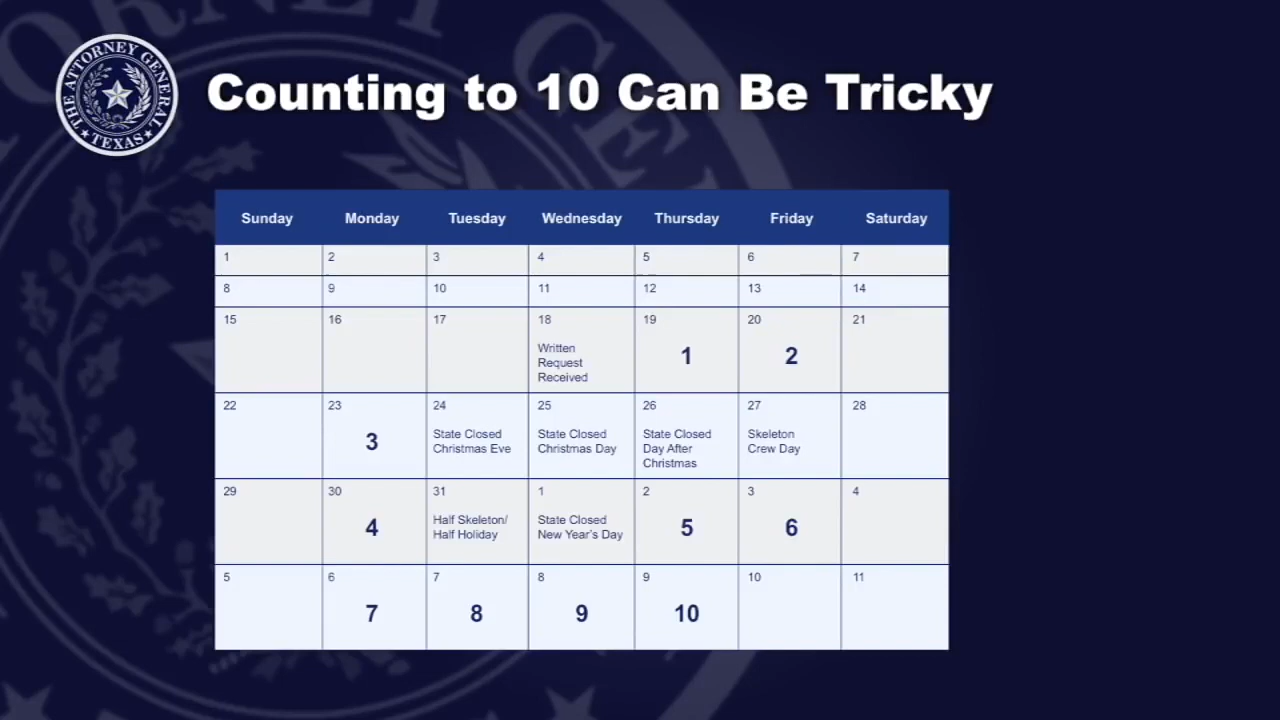 THE ATTORNEY GENERAL
★ TEXAS ★
Counting to 10 Can Be Tricky
Sunday Monday Tuesday Wednesday Thursday Friday Saturday
1 2 3 4 5 6 7
8 9 10 11 12 13 14
15 16 17 18 19 20 21
Written
Request
Received
1 2
22 23 24 25 26 27 28
3
State Closed
Christmas Eve
State Closed
Christmas Day
State Closed
Day After
Christmas
Skeleton
Crew Day
29 30 31 1 2 3 4
4
Half Skeleton/
Half Holiday
State Closed
New Year's Day
5 6
5 6 7 8 9 10 11
7 8 9 10